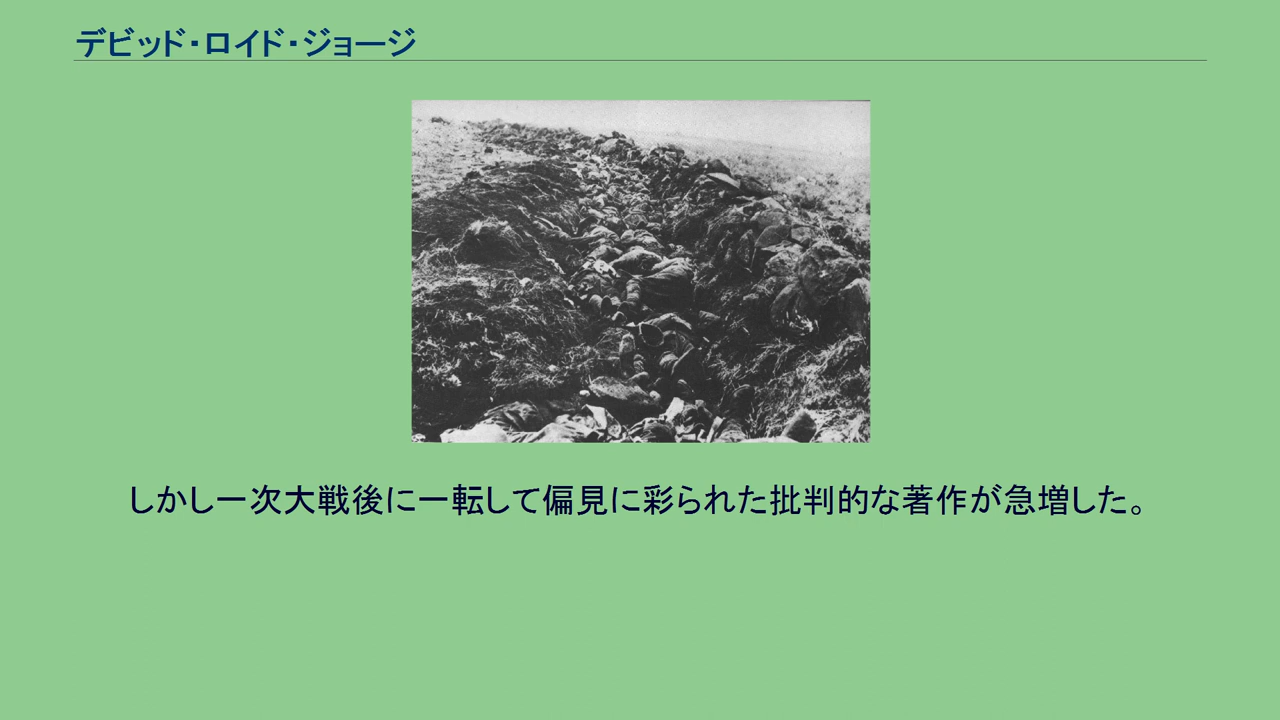 デビッド・ロイド・ジョージ
しかし一次大戦後に一転して偏見に彩られた批判的な著作が急増した。